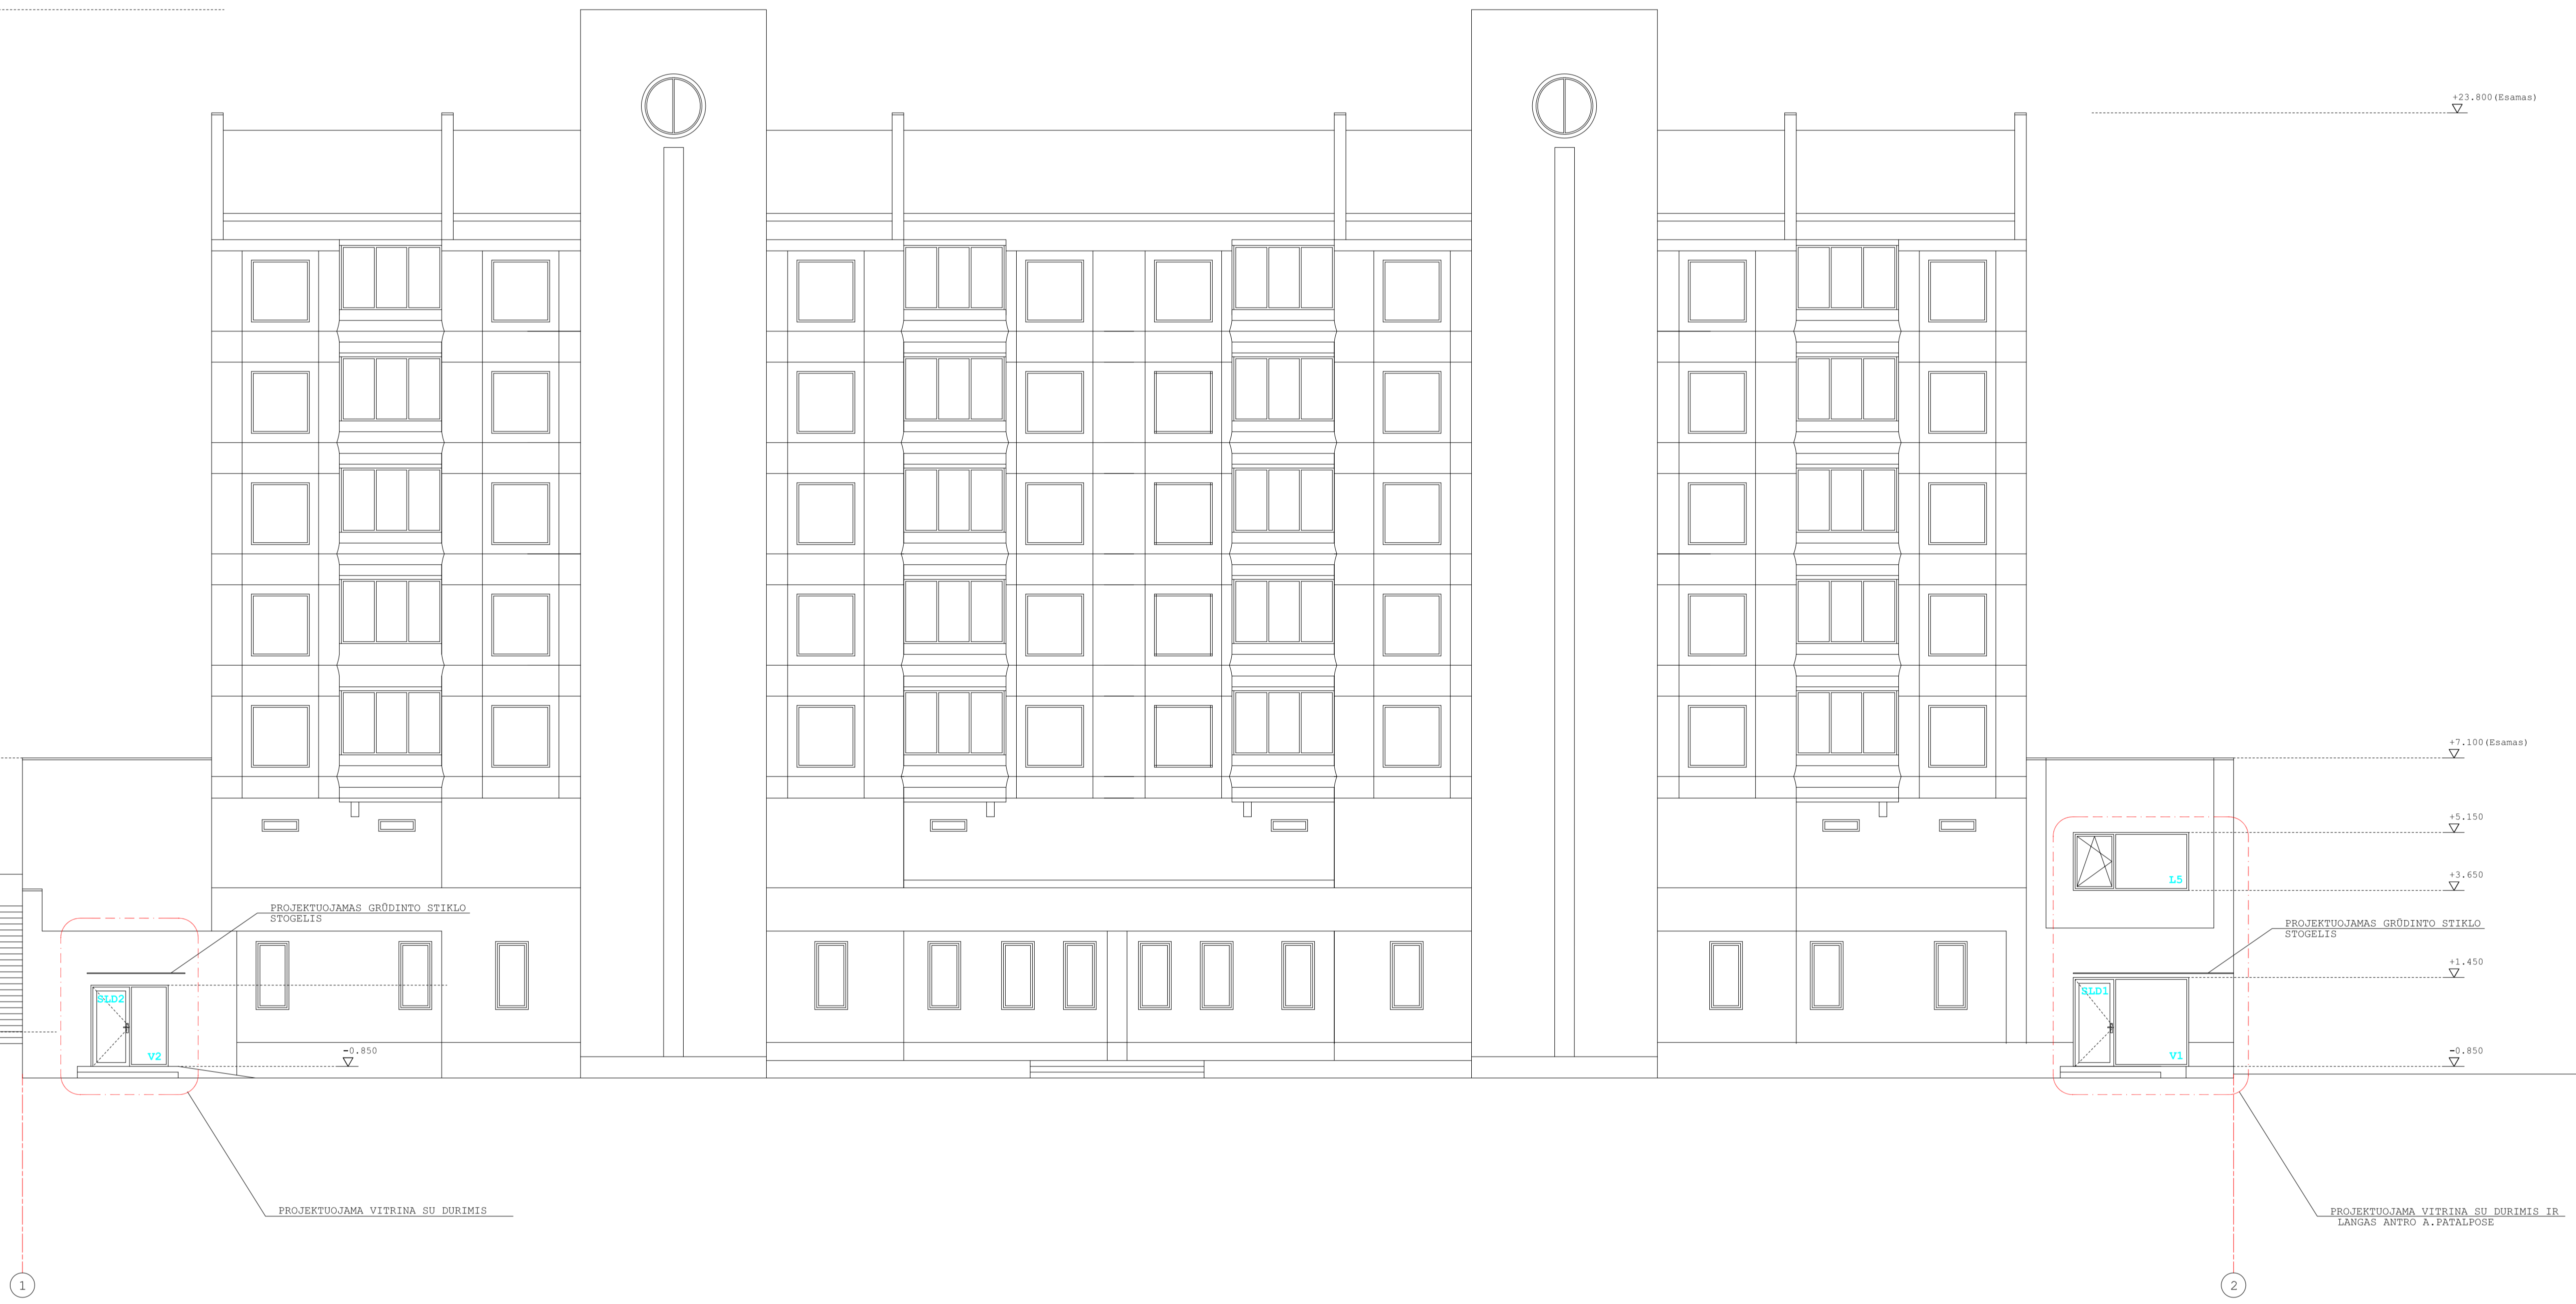 +23.800(Esamas)
+7.100(Esamas)
+5.150
+3.650
L5
PROJEKTUOJAMAS GRŪDINTO STIKLO
STOGELIS
PROJEKTUOJAMAS GRŪDINTO STIKLO
STOGELIS
+1.450
SLD2
SLD1
V2
V1
-0.850
-0.850
PROJEKTUOJAMA VITRINA SU DURIMIS
PROJEKTUOJAMA VITRINA SU DURIMIS IR
LANGAS ANTRO A.PATALPOSE
1
2